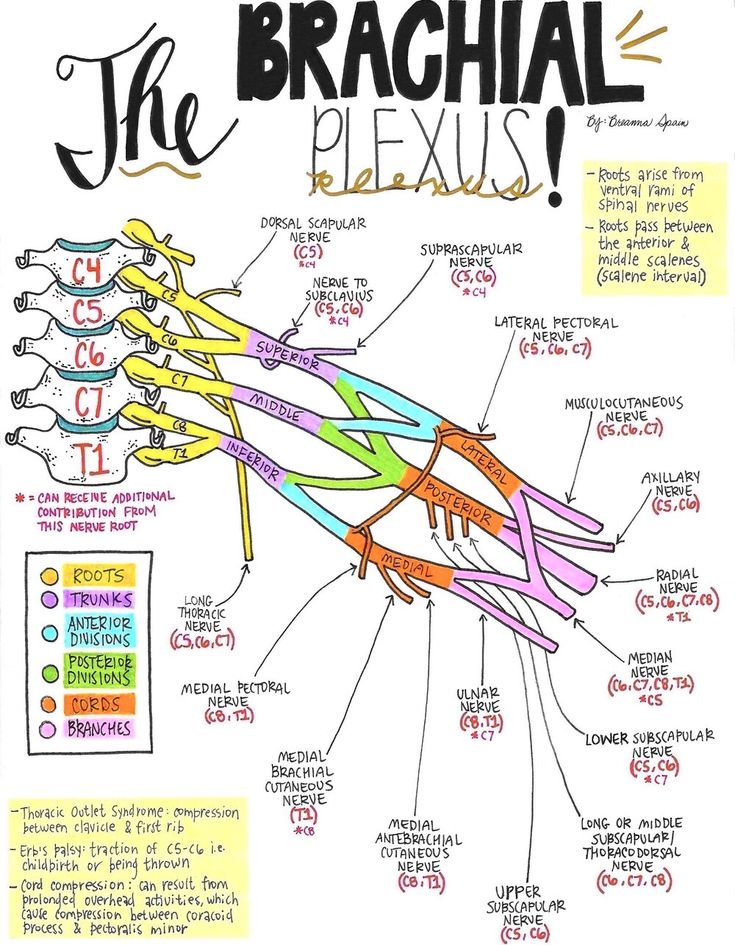 The BRACHIAL
PLEXUS!
plexus
By: Breanna Spain
- Roots arise from
ventral rami of
spinal nerves
- Roots pass between
the anterior &
middle scalenes
(scalene interval)
DORSAL SCAPULAR
NERVE
(C5)
*C4
NERVE TO
SUBCLAVIUS
(C5, C6)
*C4
SUPRASCAPULAR
NERVE
(C5, C6)
*C4
LATERAL PECTORAL
NERVE
(C5, C6, C7)
MUSCULOCUTANEOUS
NERVE
(C5, C6, C7)
AXILLARY
NERVE
(C5, C6)
RADIAL
NERVE
(C5, C6, C7, C8)
*T1
MEDIAN
NERVE
(C6, C7, C8, T1)
*C5
LOWER SUBSCAPULAR
NERVE
(C5, C6)
*C7
LONG OR MIDDLE
SUBSCAPULAR/
THORACODORSAL
NERVE
(C6, C7, C8)
UPPER
SUBSCAPULAR
NERVE
(C5, C6)
ULNAR
NERVE
(C8, T1)
*C7
MEDIAL
ANTEBRACHIAL
CUTANEOUS
NERVE
(C8, T1)
MEDIAL
BRACHIAL
CUTANEOUS
NERVE
(T1)
*C8
MEDIAL PECTORAL
NERVE
(C8, T1)
LONG
THORACIC
NERVE
(C5, C6, C7)
C4
C5
C6
C7
T1
C5
C6
C7
C8
T1
SUPERIOR
MIDDLE
INFERIOR
LATERAL
POSTERIOR
MEDIAL
* = CAN RECEIVE ADDITIONAL
CONTRIBUTION FROM
THIS NERVE ROOT
ROOTS
TRUNKS
ANTERIOR
DIVISIONS
POSTERIOR
DIVISIONS
CORDS
BRANCHES
- Thoracic Outlet Syndrome: compression
between clavicle & first rib
- Erb's palsy: traction of C5-C6 i.e.
childbirth or being thrown
- Cord compression: can result from
prolonged overhead activities, which
cause compression between coracoid
process & pectoralis minor